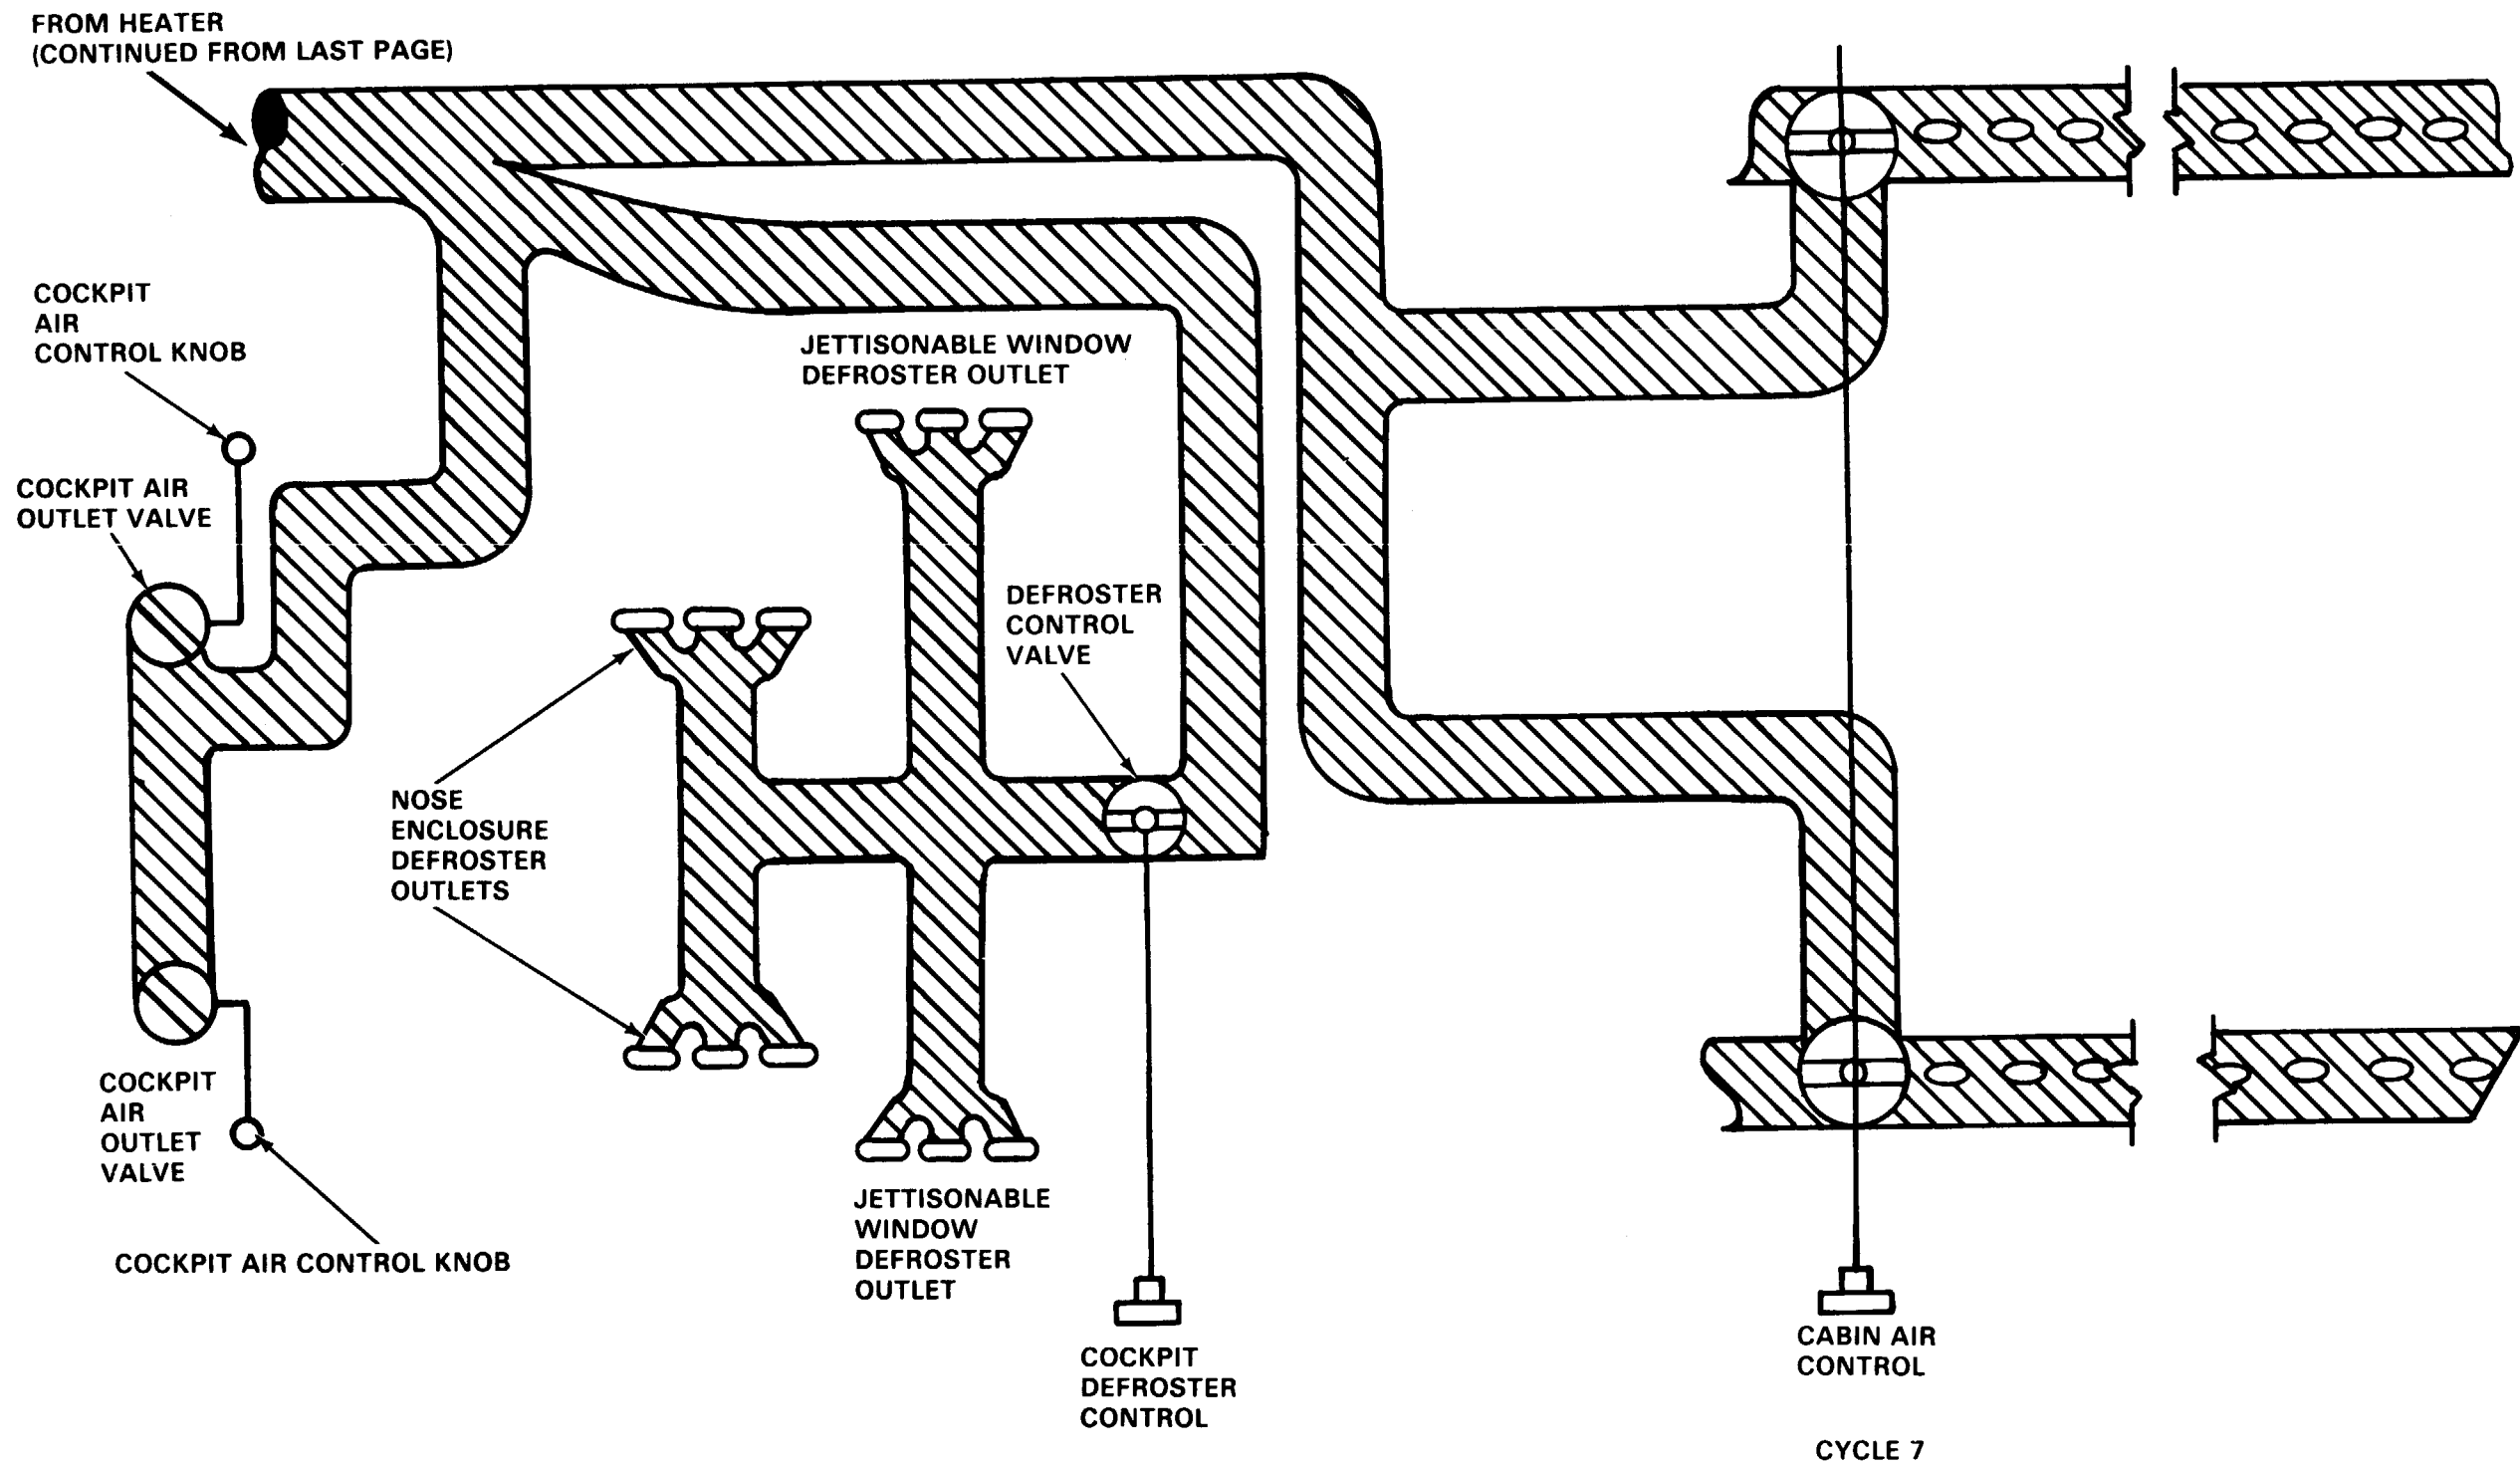 FROM HEATER
(CONTINUED FROM LAST PAGE)
COCKPIT
AIR
CONTROL KNOB
COCKPIT AIR
OUTLET VALVE
JETTISONABLE WINDOW
DEFROSTER OUTLET
DEFROSTER
CONTROL
VALVE
NOSE
ENCLOSURE
DEFROSTER
OUTLETS
COCKPIT
AIR
OUTLET
VALVE
COCKPIT AIR CONTROL KNOB
JETTISONABLE
WINDOW
DEFROSTER
OUTLET
COCKPIT
DEFROSTER
CONTROL
CABIN AIR
CONTROL
CYCLE 7